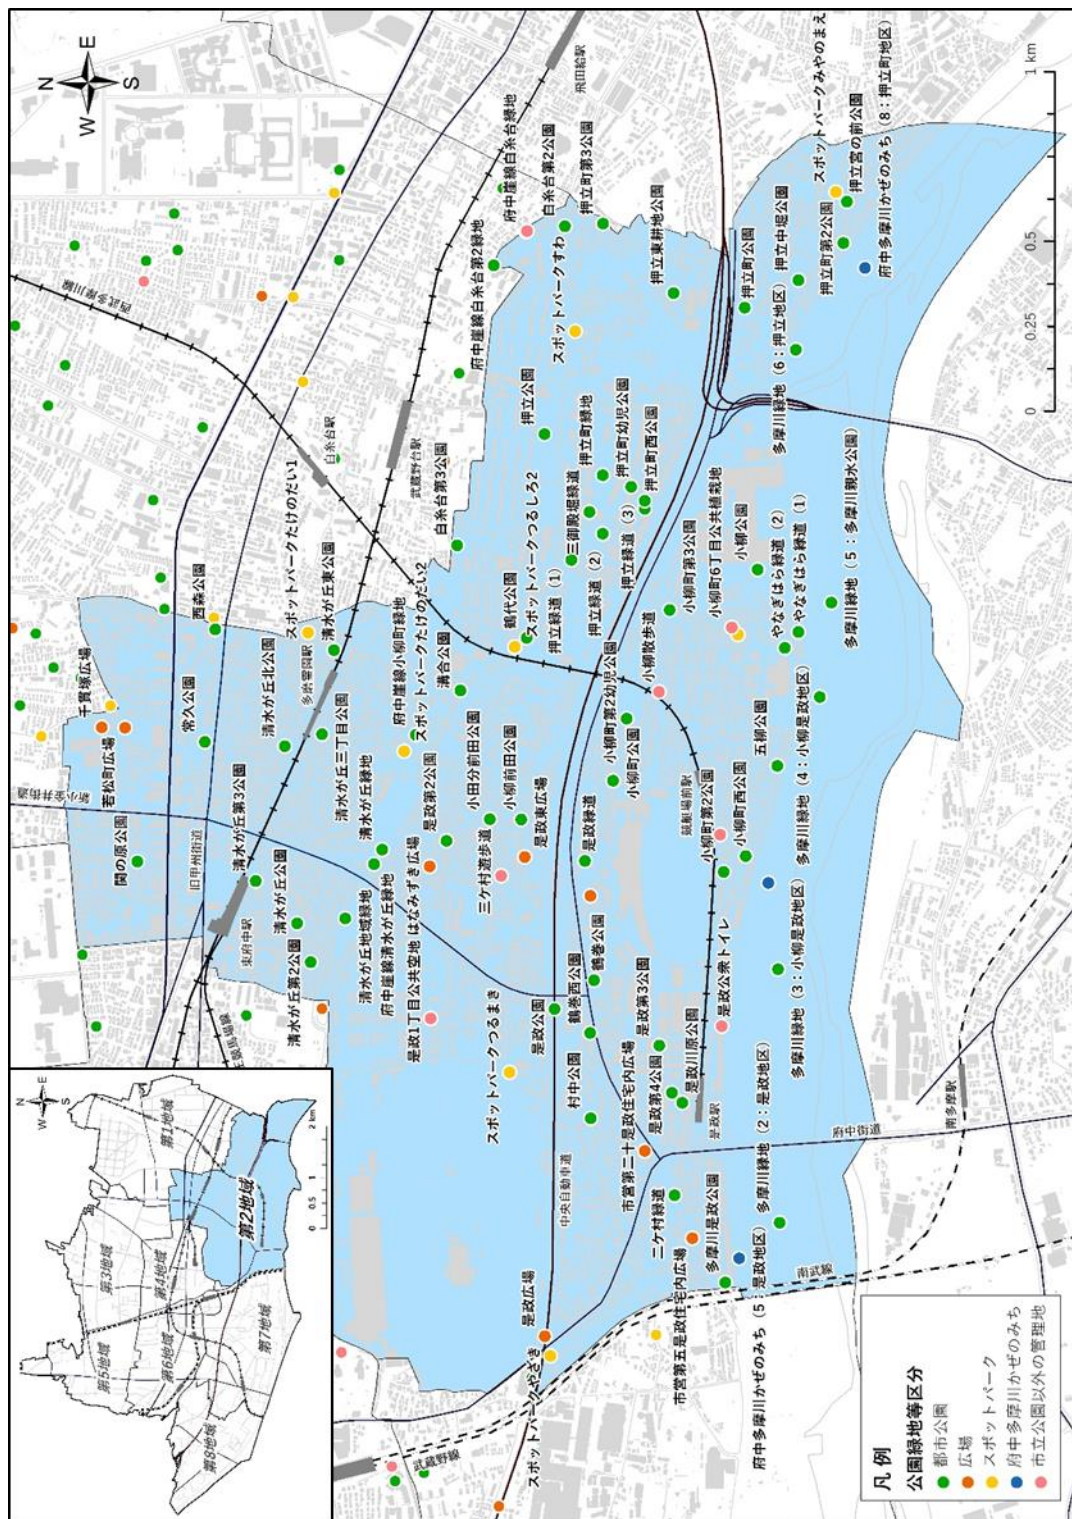 N
E
S
W
第1地域
第2地域
第3地域
第4地域
第5地域
第6地域
第7地域
第8地域
0
0.5
1
2 km
N
E
S
W
0
0.25
0.5
1 km
西武多摩川線
新小金井街道
旧甲州街道
千貫塚広場
若松町広場
関の原公園
常久公園
西森公園
スポットパークたけのだい1
白糸台駅
武蔵野台駅
飛田給駅
多磨霊園駅
東府中駅
清水が丘北公園
清水が丘東公園
清水が丘三丁目公園
清水が丘第3公園
清水が丘公園
清水が丘第2公園
清水が丘緑地
清水が丘地域緑地
府中崖線清水が丘緑地
府中崖線小柳町緑地
スポットパークたけのだい2
白糸台第3公園
府中崖線白糸台第2緑地
府中崖線白糸台緑地
白糸台第2公園
押立町第3公園
スポットパークすわ
押立公園
溝合公園
鶴代公園
スポットパークつるしろ2
是政1丁目公共空地 はなみずき広場
是政第2公園
小田分前田公園
小柳前田公園
三ケ村遊歩道
是政東広場
スポットパークつるまき
是政公園
中央自動車道
是政広場
スポットパークやざき
武蔵野線
南武線
押立緑道（1）
押立緑道（2）
押立緑道（3）
三御殿堀緑道
押立町緑地
押立町幼児公園
押立町西公園
押立東耕地公園
押立町公園
押立中堀公園
押立町第2公園
スポットパークみやのまえ
押立宮の前公園
府中多摩川かぜのみち（8：押立町地区）
多摩川緑地（6：押立地区）
多摩川緑地（5：多摩川親水公園）
小柳町第3公園
小柳町6丁目公共植栽地
小柳公園
やなぎはら緑道（2）
やなぎはら緑道（1）
小柳散歩道
小柳町第2幼児公園
小柳町公園
競艇場前駅
五柳公園
小柳町第2公園
小柳町西公園
多摩川緑地（4：小柳是政地区）
多摩川緑地（3：小柳是政地区）
是政緑道
鶴巻公園
鶴巻西公園
村中公園
是政第3公園
是政第4公園
是政川原公園
是政公衆トイレ
是政駅
市営第二十是政住宅内広場
二ケ村緑道
多摩川是政公園
市営第五是政住宅内広場
多摩川緑地（2：是政地区）
府中多摩川かぜのみち（5：是政地区）
南多摩駅
凡例
公園緑地等区分
都市公園
広場
スポットパーク
府中多摩川かぜのみち
市立公園以外の管理地